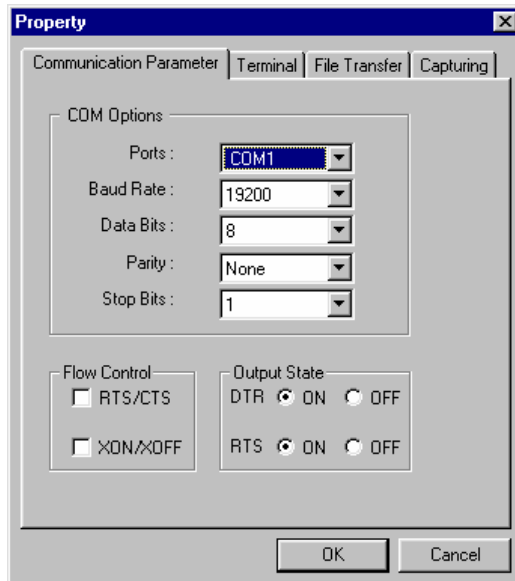 Property
Communication Parameter Terminal File Transfer Capturing
COM Options
Ports : COM1
Baud Rate : 19200
Data Bits : 8
Parity : None
Stop Bits : 1
Flow Control
RTS/CTS
XON/XOFF
Output State
DTR ON OFF
RTS ON OFF
OK Cancel